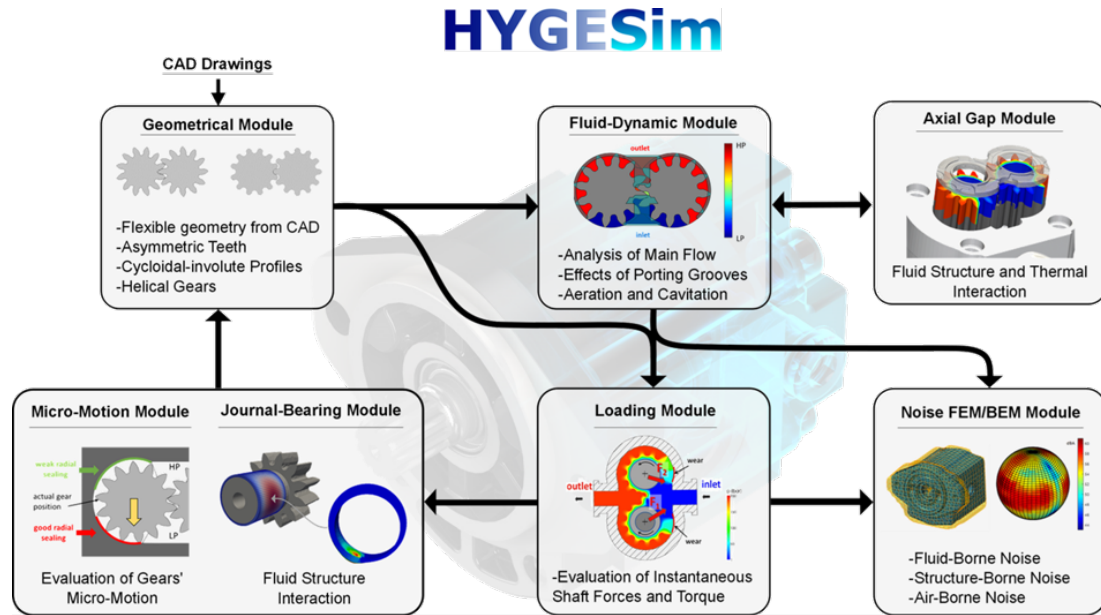 HYGESim
CAD Drawings
Geometrical Module
-Flexible geometry from CAD
-Asymmetric Teeth
-Cycloidal-involute Profiles
-Helical Gears
Fluid-Dynamic Module
outlet
HP
inlet
LP
-Analysis of Main Flow
-Effects of Porting Grooves
-Aeration and Cavitation
Axial Gap Module
Fluid Structure and Thermal
Interaction
Micro-Motion Module
weak radial
sealing
HP
actual gear
position
good radial
sealing
LP
Evaluation of Gears'
Micro-Motion
Journal-Bearing Module
Fluid Structure
Interaction
Loading Module
wear
F2
outlet
inlet
wear
-Evaluation of Instantaneous
Shaft Forces and Torque
Noise FEM/BEM Module
-Fluid-Borne Noise
-Structure-Borne Noise
-Air-Borne Noise